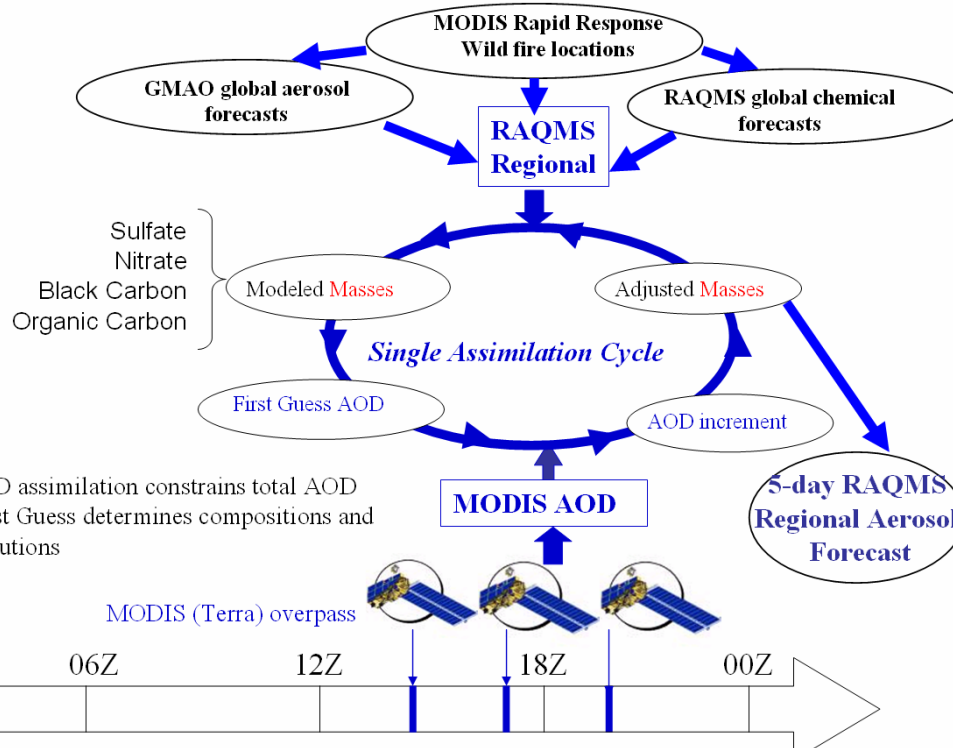 MODIS Rapid Response
Wild fire locations
GMAO global aerosol
forecasts
RAQMS global chemical
forecasts
RAQMS
Regional
Sulfate
Nitrate
Black Carbon
Organic Carbon
Modeled Masses
Adjusted Masses
Single Assimilation Cycle
First Guess AOD
AOD increment
D assimilation constrains total AOD
st Guess determines compositions and
utions
MODIS AOD
5-day RAQMS
Regional Aerosol
Forecast
MODIS (Terra) overpass
06Z
12Z
18Z
00Z